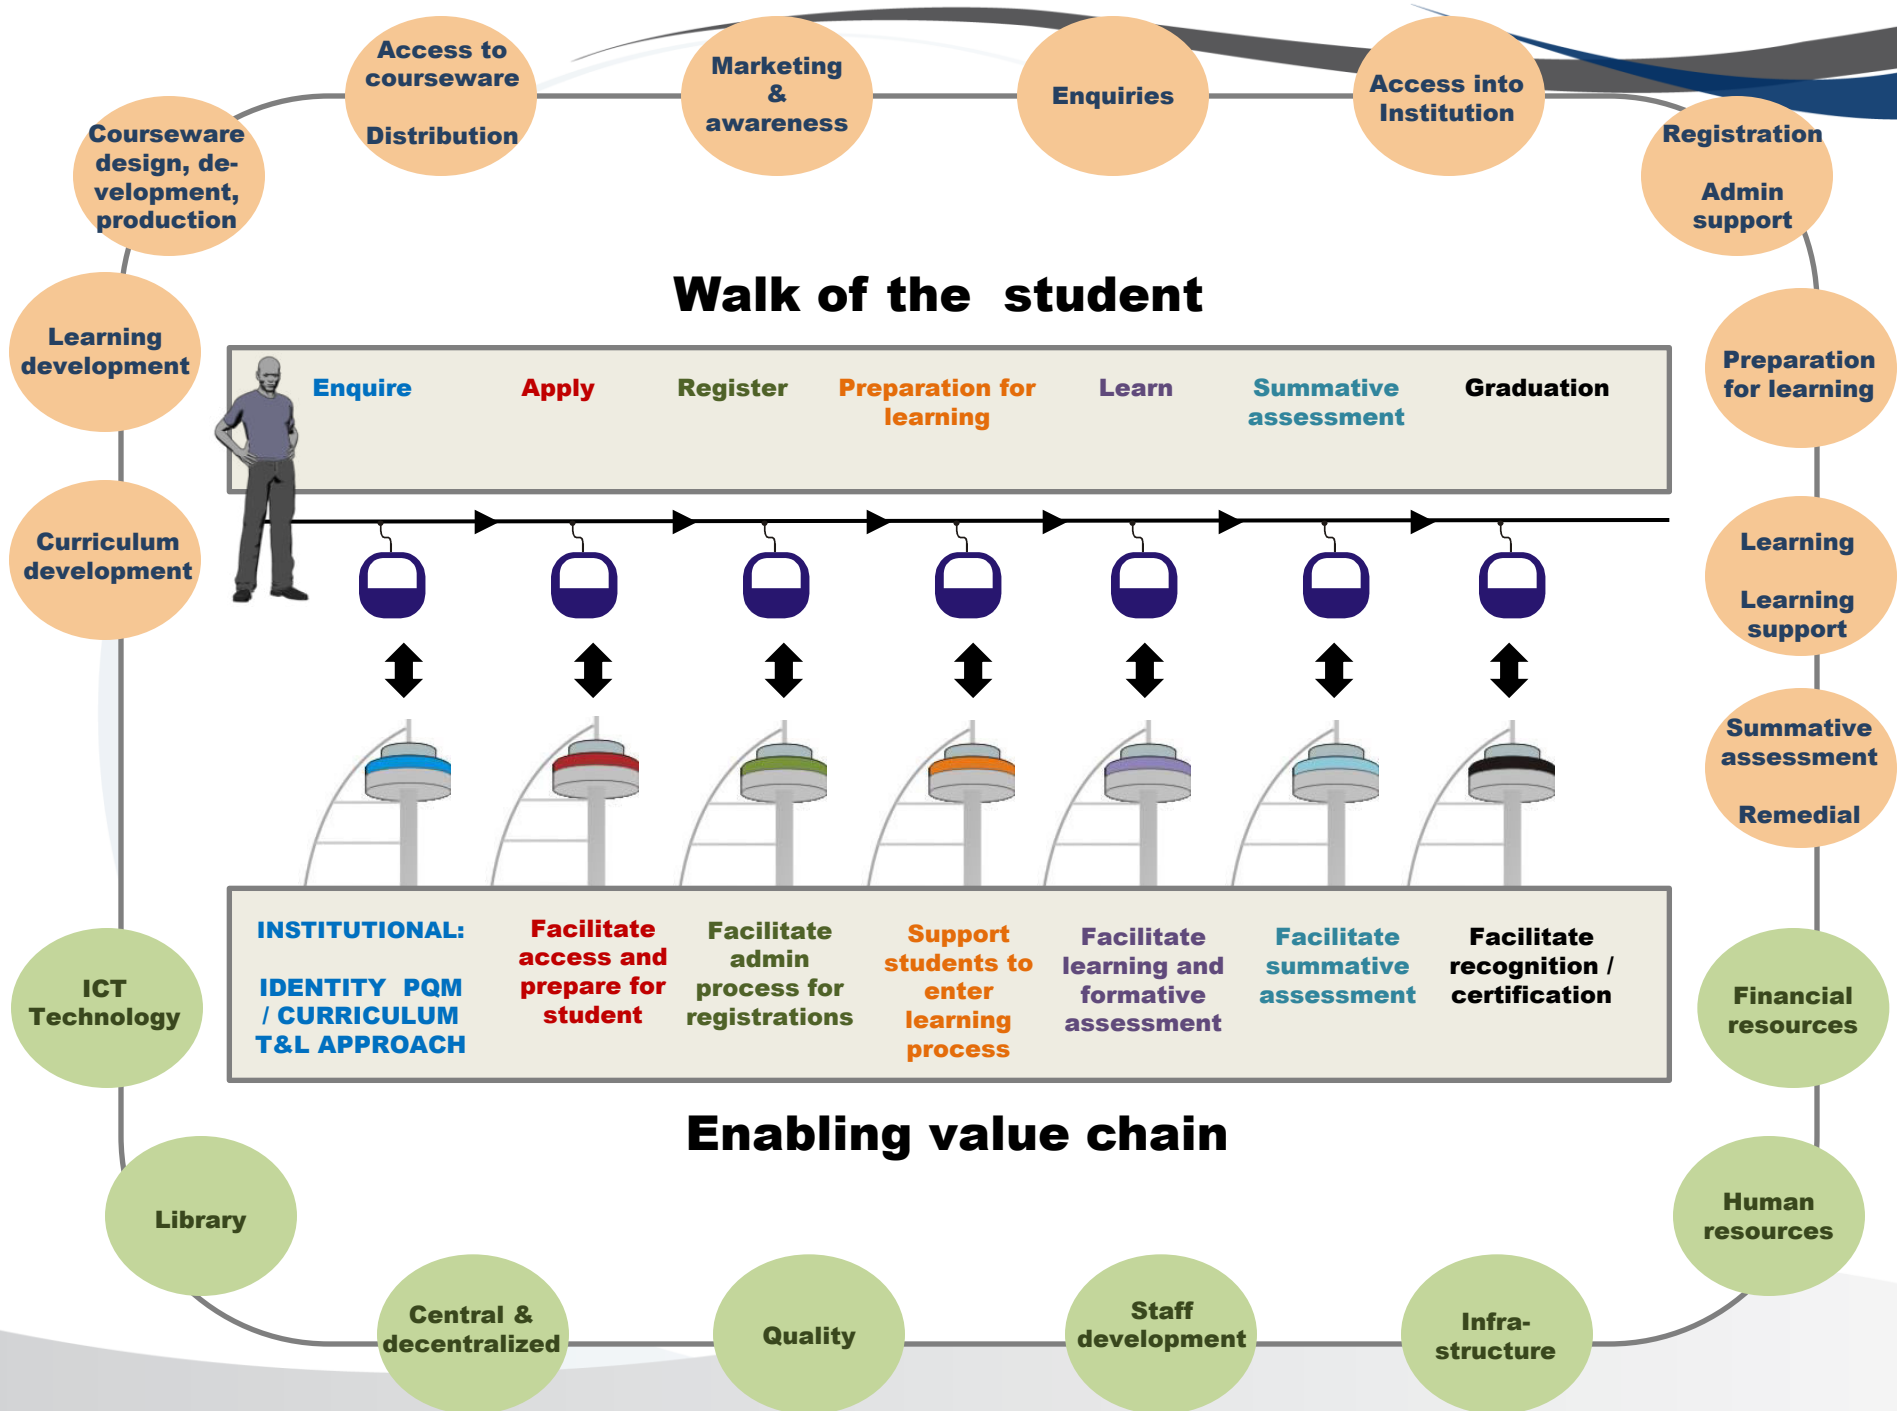 Access to
courseware
Distribution
Marketing
&
awareness
Enquiries
Access into
Institution
Courseware
design, de-
velopment,
production
Registration
Admin
support
Learning
development
Preparation
for learning
Curriculum
development
Learning
Learning
support
Summative
assessment
Remedial
Walk of the  student
Enquire
Apply
Register
Preparation for
learning
Learn
Summative
assessment
Graduation
INSTITUTIONAL:
IDENTITY  PQM
/ CURRICULUM
T&L APPROACH
Facilitate
access and
prepare for
student
Facilitate
admin
process for
registrations
Support
students to
enter
learning
process
Facilitate
learning and
formative
assessment
Facilitate
summative
assessment
Facilitate
recognition /
certification
Enabling value chain
ICT
Technology
Financial
resources
Library
Human
resources
Central &
decentralized
Quality
Staff
development
Infra-
structure